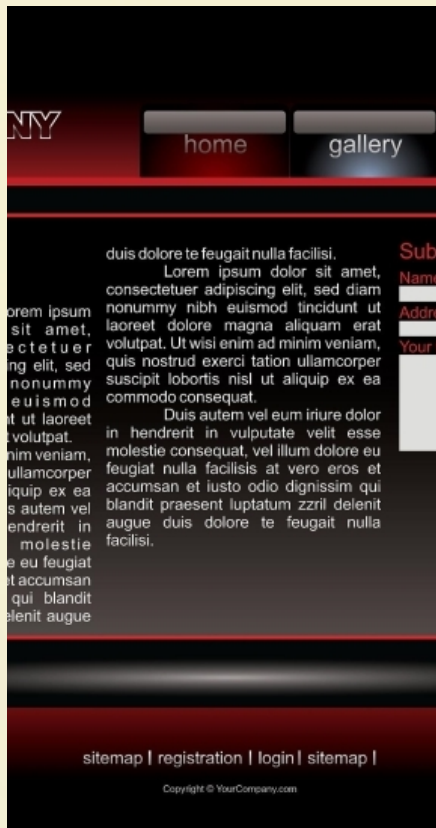 NY
home
gallery
orem ipsum
sit amet,
ectetuer
ing elit, sed
nonummy
euismod
nt ut laoreet
t volutpat.
nim veniam,
ullamcorper
iquip ex ea
s autem vel
endrerit in
molestie
e eu feugiat
et accumsan
qui blandit
elenit augue
duis dolore te feugait nulla facilisi.
Lorem ipsum dolor sit amet,
consectetuer adipiscing elit, sed diam
nonummy nibh euismod tincidunt ut
laoreet dolore magna aliquam erat
volutpat. Ut wisi enim ad minim veniam,
quis nostrud exerci tation ullamcorper
suscipit lobortis nisl ut aliquip ex ea
commodo consequat.
Duis autem vel eum iriure dolor
in hendrerit in vulputate velit esse
molestie consequat, vel illum dolore eu
feugiat nulla facilisis at vero eros et
accumsan et iusto odio dignissim qui
blandit praesent luptatum zzril delenit
augue duis dolore te feugait nulla
facilisi.
Sub
Name
Addre
Your
sitemap | registration | login | sitemap |
Copyright © YourCompany.com